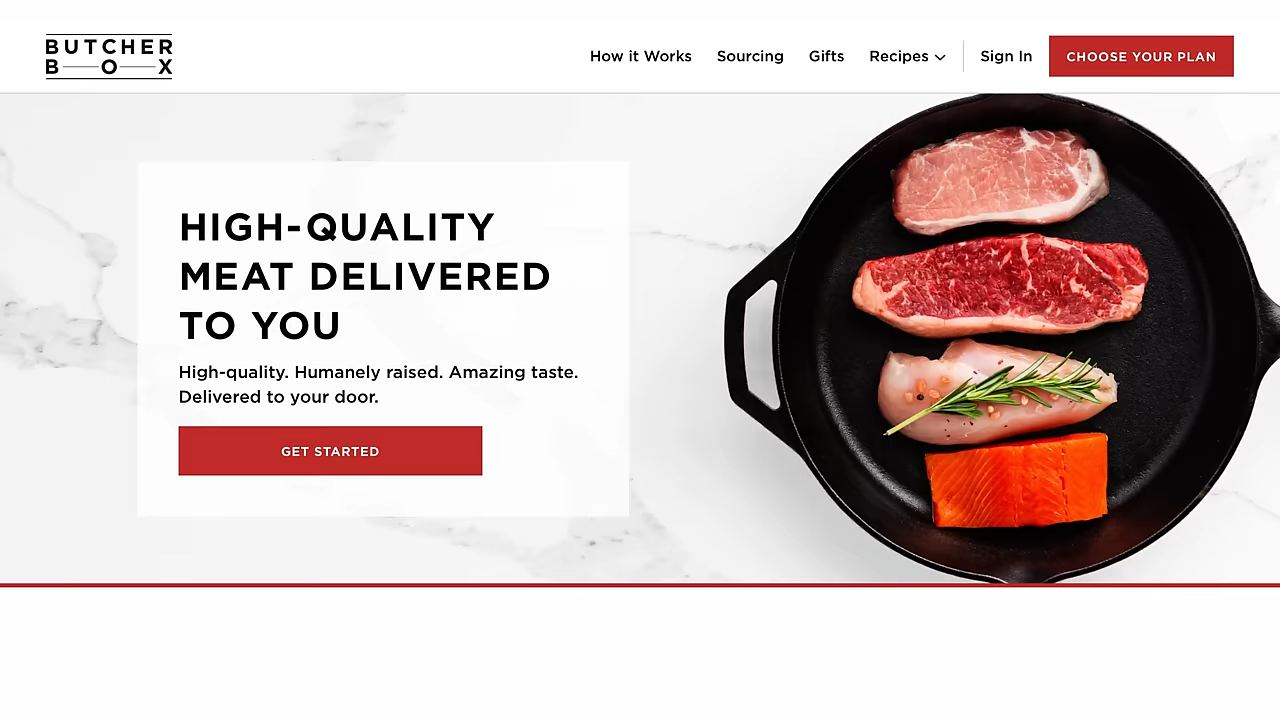 BUTCHER
BOX
How it Works
Sourcing
Gifts
Recipes
Sign In
CHOOSE YOUR PLAN
HIGH-QUALITY
MEAT DELIVERED
TO YOU
High-quality. Humanely raised. Amazing taste.
Delivered to your door.
GET STARTED